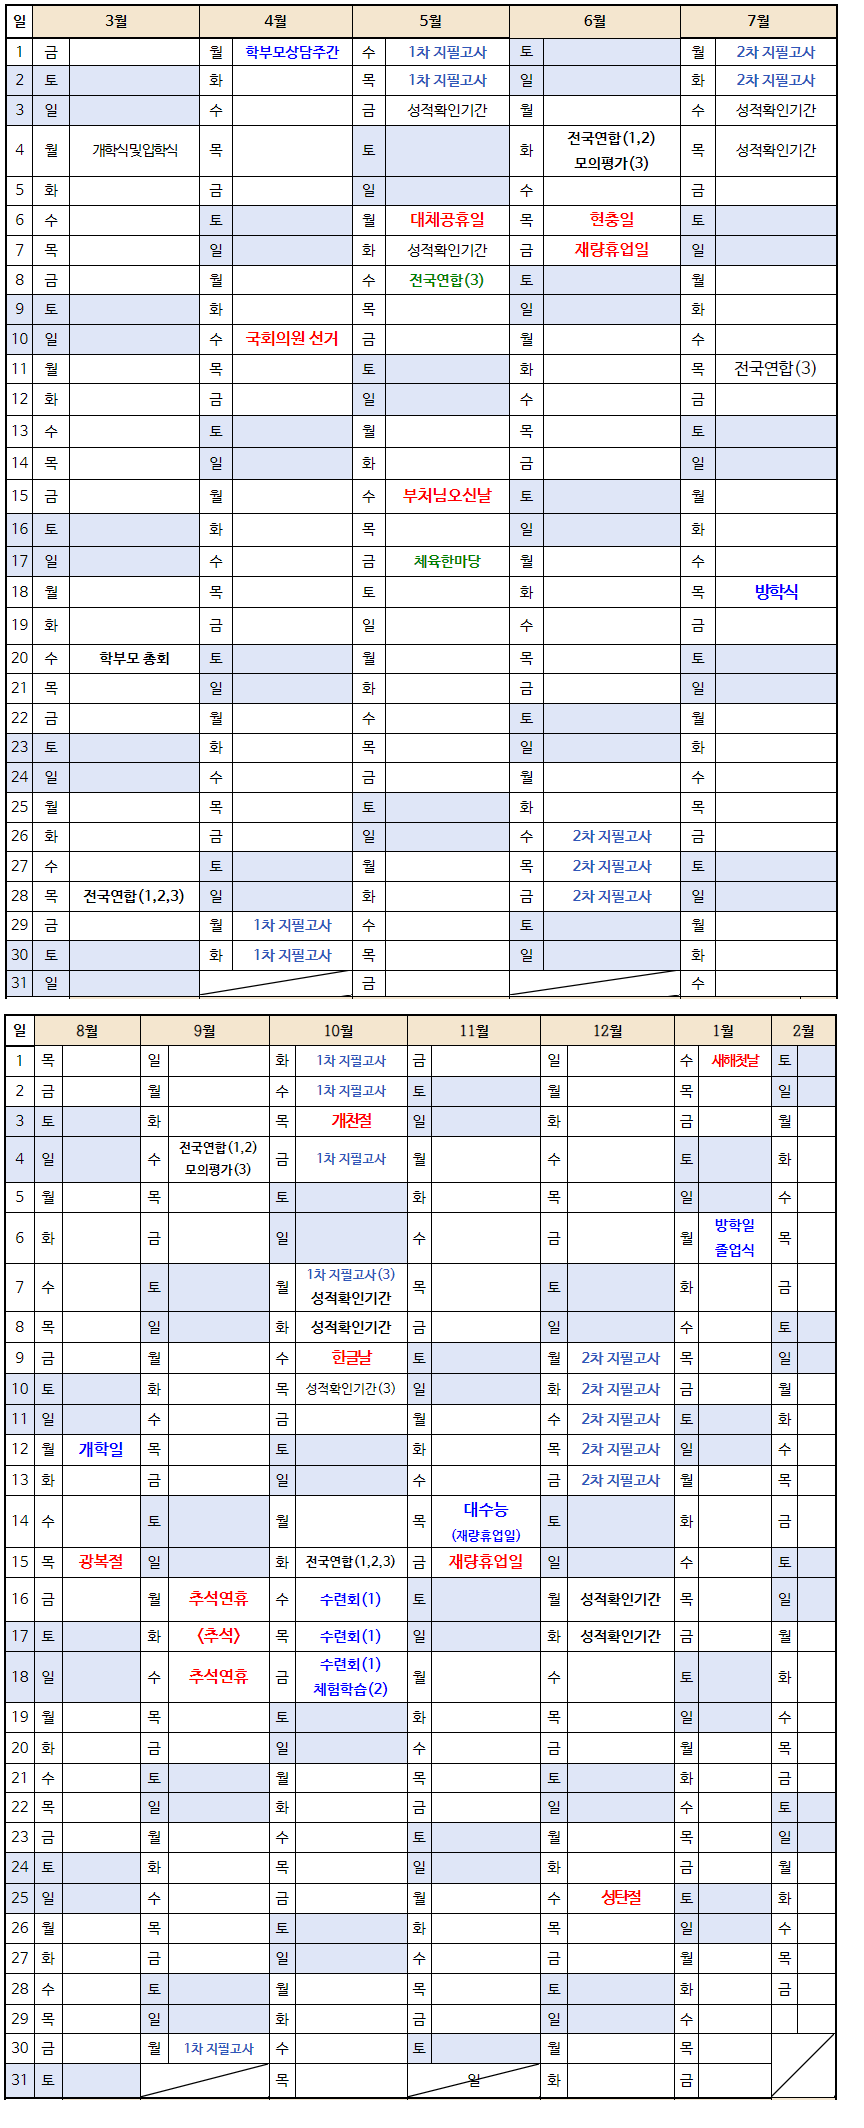 일 3월 4월 5월 6월 7월
1 금 월 학부모상담주간 수 1차 지필고사 토 월 2차 지필고사
2 토 화 목 1차 지필고사 일 화 2차 지필고사
3 일 수 금 성적확인기간 월 수 성적확인기간
4 월 개학식및입학식 목 토 화 전국연합(1,2) 목 성적확인기간
모의평가(3)
5 화 금 일 수 금
6 수 토 월 대체공휴일 목 현충일 토
7 목 일 화 성적확인기간 금 재량휴업일 일
8 금 월 수 전국연합(3) 토 월
9 토 화 목 일 화
10 일 수 국회의원 선거 금 월 수
11 월 목 토 화 목 전국연합(3)
12 화 금 일 수 금
13 수 토 월 목 토
14 목 일 화 금 일
15 금 월 수 부처님오신날 토 월
16 토 화 목 일 화
17 일 수 금 체육한마당 월 수
18 월 목 토 화 목 방학식
19 화 금 일 수 금
20 수 학부모 총회 토 월 목 토
21 목 일 화 금 일
22 금 월 수 토 월
23 토 화 목 일 화
24 일 수 금 월 수
25 월 목 토 화 목
26 화 금 일 수 2차 지필고사 금
27 수 토 월 목 2차 지필고사 토
28 목 전국연합(1,2,3) 일 화 금 2차 지필고사 일
29 금 월 1차 지필고사 수 토 월
30 토 화 1차 지필고사 목 일 화
31 일 금 수
일 8월 9월 10월 11월 12월 1월 2월
1 목 일 화 1차 지필고사 금 일 수 새해첫날 토
2 금 월 수 1차 지필고사 토 월 목 일
3 토 화 목 개천절 일 화 금 월
4 일 수 전국연합(1,2) 금 1차 지필고사 월 수 토 화
모의평가(3)
5 월 목 토 화 목 일 수
6 화 금 일 수 금 월 방학일 목
졸업식
7 수 토 월 1차 지필고사(3) 목 토 화 금
성적확인기간
8 목 일 화 성적확인기간 금 일 수 토
9 금 월 수 한글날 토 월 2차 지필고사 목 일
10 토 화 목 성적확인기간(3) 일 화 2차 지필고사 금 월
11 일 수 금 월 수 2차 지필고사 토 화
12 월 개학일 목 토 화 목 2차 지필고사 일 수
13 화 금 일 수 금 2차 지필고사 월 목
14 수 토 월 목 대수능 토 화 금
(재량휴업일)
15 목 광복절 일 화 전국연합(1,2,3) 금 재량휴업일 일 수 토
16 금 월 추석연휴 수 수련회(1) 토 월 성적확인기간 목 일
17 토 화 <추석> 목 수련회(1) 일 화 성적확인기간 금 월
18 일 수 추석연휴 금 수련회(1) 월 수 토 화
체험학습(2)
19 월 목 토 화 목 일 수
20 화 금 일 수 금 월 목
21 수 토 월 목 토 화 금
22 목 일 화 금 일 수 토
23 금 월 수 토 월 목 일
24 토 화 목 일 화 금 월
25 일 수 금 월 수 성탄절 토 화
26 월 목 토 화 목 일 수
27 화 금 일 수 금 월 목
28 수 토 월 목 토 화 금
29 목 일 화 금 일 수
30 금 월 1차 지필고사 수 토 월 목
31 토 목 일 화 금